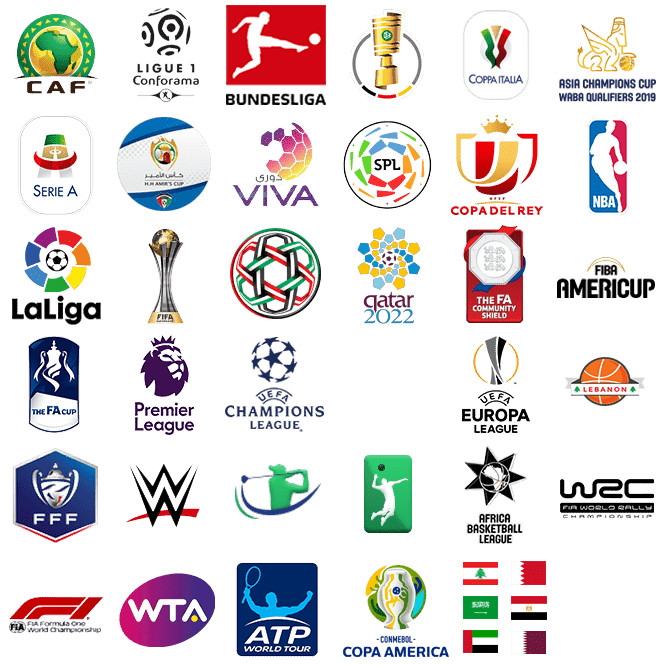 CAF
LIGUE 1
Conforama
BUNDESLIGA
COPPA ITALIA
ASIA CHAMPIONS CUP
WABA QUALIFIERS 2019
SERIE A
كأس الأمير
H.H AMIR'S CUP
دوري
VIVA
SPL
COPA DEL REY
NBA
LaLiga
FIFA
qatar
2022
THE FA
COMMUNITY
SHIELD
FIBA
AMERICUP
THE FA CUP
Premier
League
UEFA
CHAMPIONS
LEAGUE
UEFA
EUROPA
LEAGUE
LEBANON
FFF
W
AFRICA
BASKETBALL
LEAGUE
WRC
FIA WORLD RALLY
CHAMPIONSHIP
F1
FIA Formula One
World Championship
WTA
ATP
WORLD TOUR
CONMEBOL
COPA AMERICA